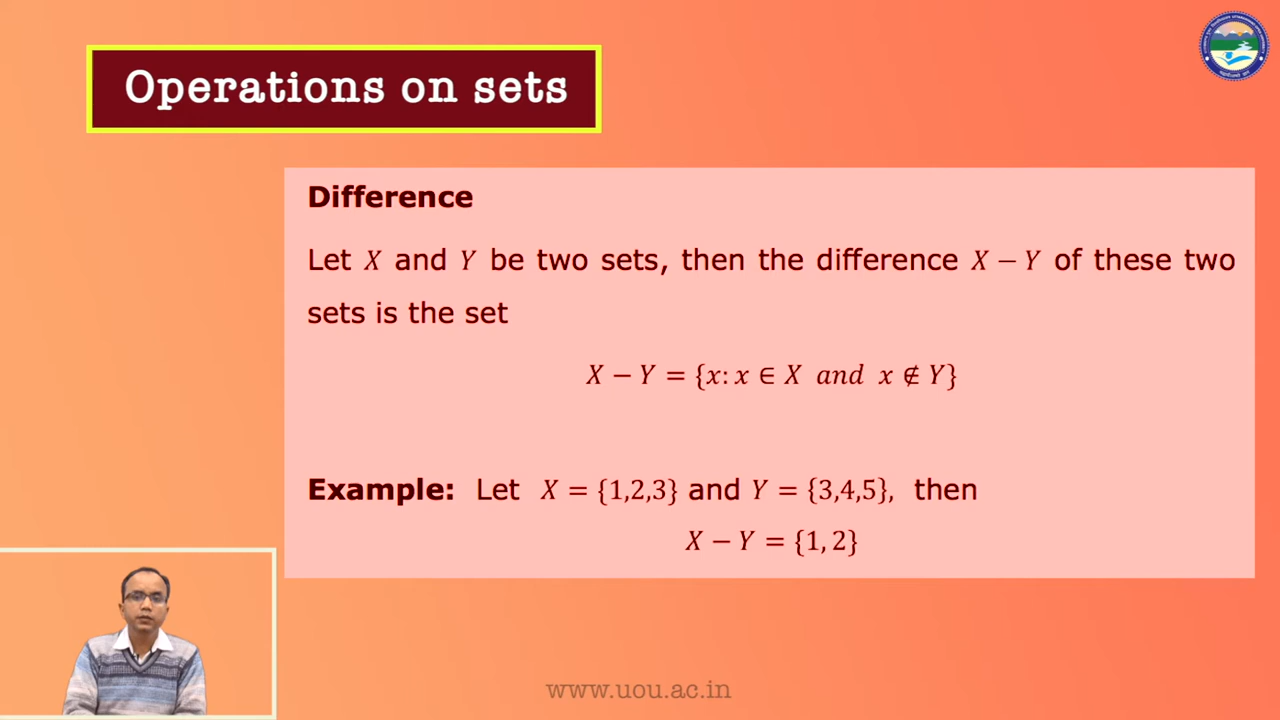 Operations on sets
Difference
Let X and Y be two sets, then the difference X − Y of these two
sets is the set
X − Y = {x: x ∈ X and x ∉ Y}
Example: Let X = {1,2,3} and Y = {3,4,5}, then
X − Y = {1, 2}
www.uou.ac.in